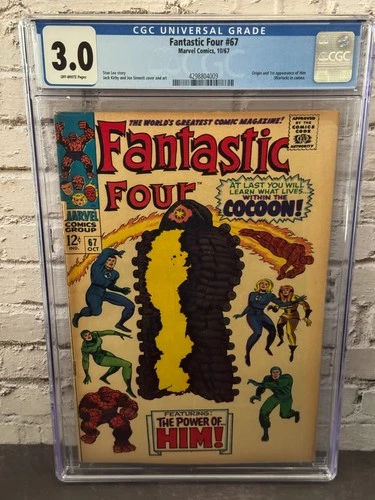 CGC UNIVERSAL GRADE
3.0
OFF-WHITE Pages
Fantastic Four #67
Marvel Comics, 10/67
Stan Lee story
Jack Kirby and Joe Sinnott cover and art
4298804009
Origin and 1st appearance of Him
(Warlock) in cameo.
CGC
THE WORLD'S GREATEST COMIC MAGAZINE!
Fantastic
Four
APPROVED
BY THE
COMICS
CODE
AUTHORITY
MARVEL
COMICS
GROUP
12¢
IND.
67
OCT
AT LAST YOU WILL
LEARN WHAT LIVES...
WITHIN THE
COCOON!
FEATURING:
THE POWER OF...
HIM!